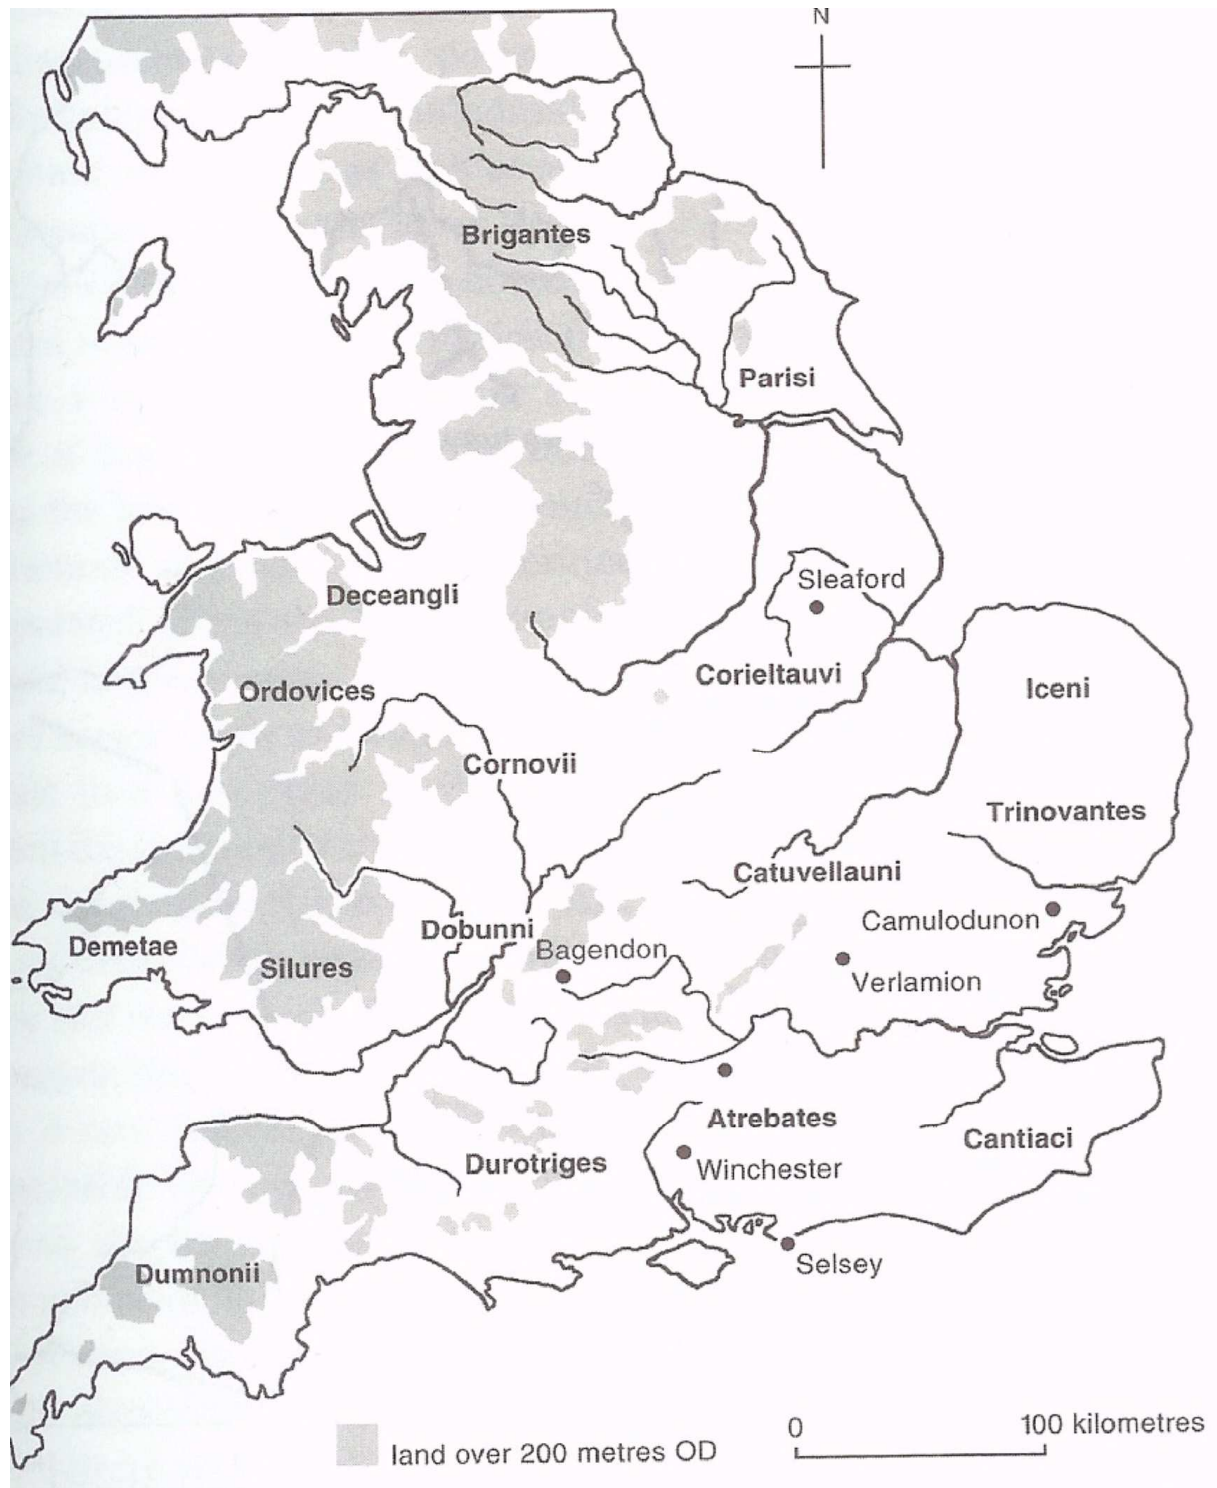 N
Brigantes
Parisi
Sleaford
Deceangli
Corieltauvi
Iceni
Ordovices
Cornovii
Trinovantes
Catuvellauni
Camulodunon
Dobunni
Bagendon
Demetae
Silures
Verlamion
Atrebates
Cantiaci
Durotriges
Winchester
Selsey
Dumnonii
0
100 kilometres
land over 200 metres OD